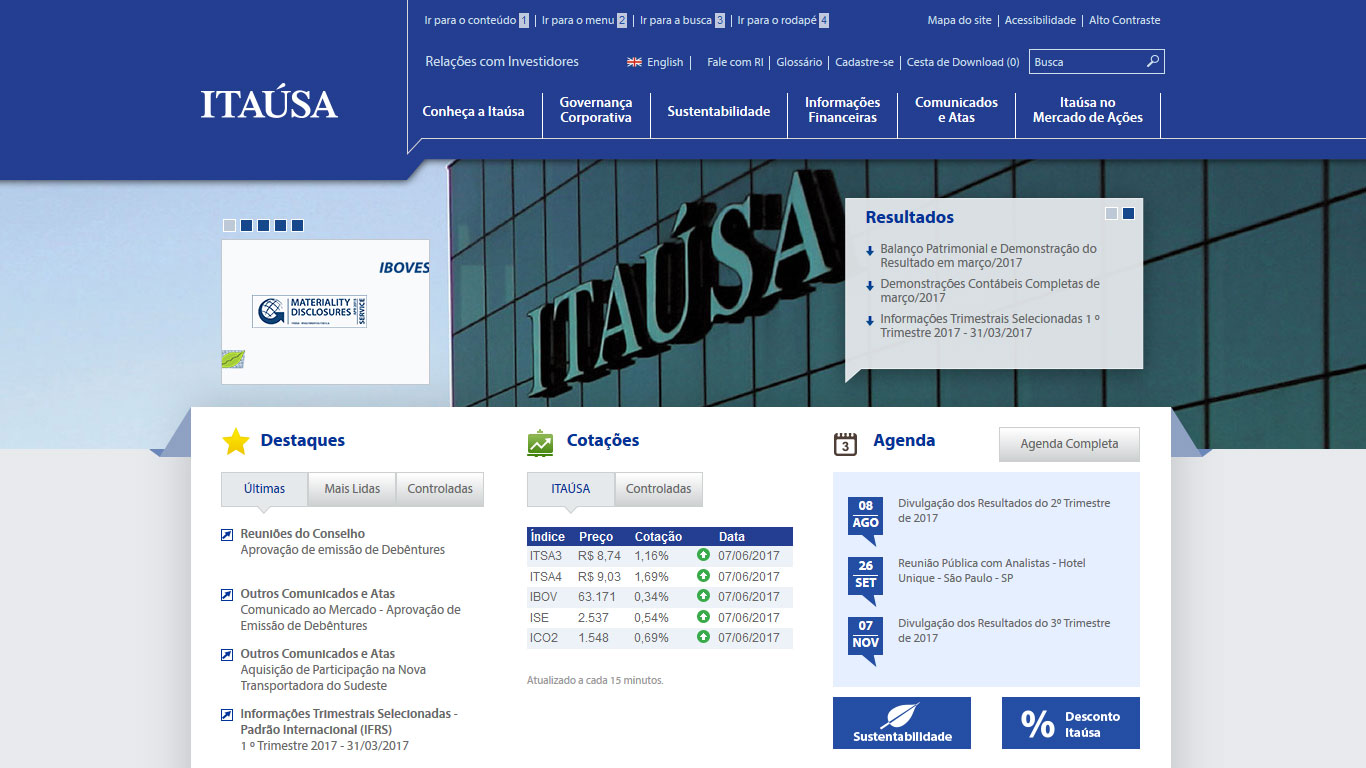 Ir para o conteúdo 1 | Ir para o menu 2 | Ir para a busca 3 | Ir para o rodapé 4
Mapa do site | Acessibilidade | Alto Contraste
Relações com Investidores
English | Fale com RI | Glossário | Cadastre-se | Cesta de Download (0)
Busca
ITAÚSA
Conheça a Itaúsa
Governança
Corporativa
Sustentabilidade
Informações
Financeiras
Comunicados
e Atas
Itaúsa no
Mercado de Ações
IBOVES
MATERIALITY
DISCLOSURES
SERVICE
ITAÚSA
Resultados
Balanço Patrimonial e Demonstração do
Resultado em março/2017
Demonstrações Contábeis Completas de
março/2017
Informações Trimestrais Selecionadas 1 º
Trimestre 2017 - 31/03/2017
Destaques
Últimas
Mais Lidas
Controladas
Reuniões do Conselho
Aprovação de emissão de Debêntures
Outros Comunicados e Atas
Comunicado ao Mercado - Aprovação de
Emissão de Debêntures
Outros Comunicados e Atas
Aquisição de Participação na Nova
Transportadora do Sudeste
Informações Trimestrais Selecionadas -
Padrão Internacional (IFRS)
1 º Trimestre 2017 - 31/03/2017
Cotações
ITAÚSA
Controladas
Índice Preço Cotação Data
ITSA3 R$ 8,74 1,16% 07/06/2017
ITSA4 R$ 9,03 1,69% 07/06/2017
IBOV 63.171 0,34% 07/06/2017
ISE 2.537 0,54% 07/06/2017
ICO2 1.548 0,69% 07/06/2017
Atualizado a cada 15 minutos.
3
Agenda
Agenda Completa
08
AGO
Divulgação dos Resultados do 2º Trimestre
de 2017
26
SET
Reunião Pública com Analistas - Hotel
Unique - São Paulo - SP
07
NOV
Divulgação dos Resultados do 3º Trimestre
de 2017
Sustentabilidade
%
Desconto
Itaúsa